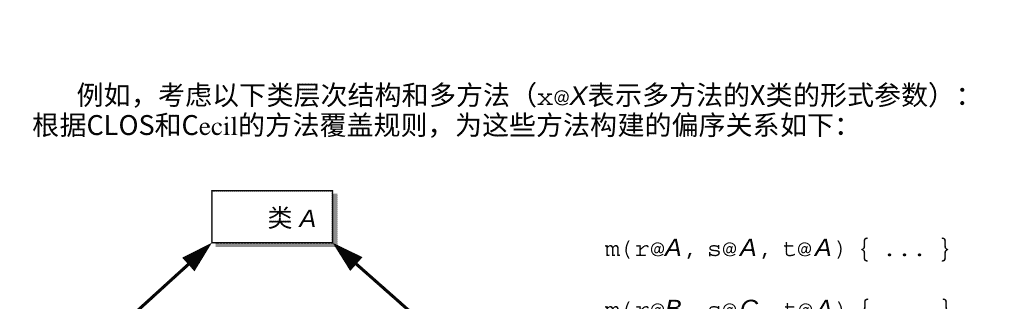 例如，考虑以下类层次结构和多方法（x@X表示多方法的X类的形式参数）：
根据CLOS和Cecil的方法覆盖规则，为这些方法构建的偏序关系如下：
类 A
m(r@A, s@A, t@A) { ... }
m(r@B, s@C, t@A) { ... }